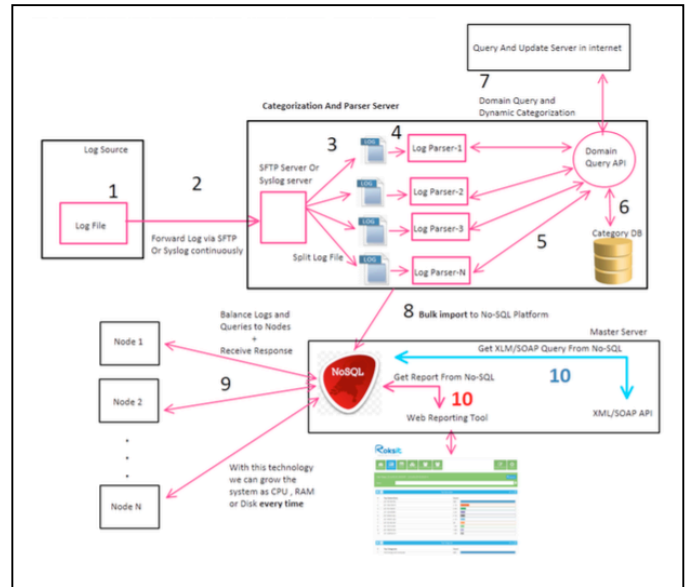 Query And Update Server in internet
7
Domain Query and
Dynamic Categorization
Categorization And Parser Server
Log Source
1
Log File
2
Forward Log via SFTP
Or Syslog continuously
SFTP Server Or
Syslog server
3
4
LOG
Log Parser-1
LOG
Log Parser-2
LOG
Log Parser-3
LOG
Log Parser-N
Split Log File
Domain
Query API
5
6
Category DB
8 Bulk import to No-SQL Platform
Balance Logs and
Queries to Nodes
+
Receive Response
Node 1
Node 2
.
.
.
Node N
9
Master Server
NoSQL
Get XLM/SOAP Query From No-SQL
10
Get Report From No-SQL
10
Web Reporting Tool
XML/SOAP API
With this technology
we can grow the
system as CPU , RAM
or Disk every time
Roksit